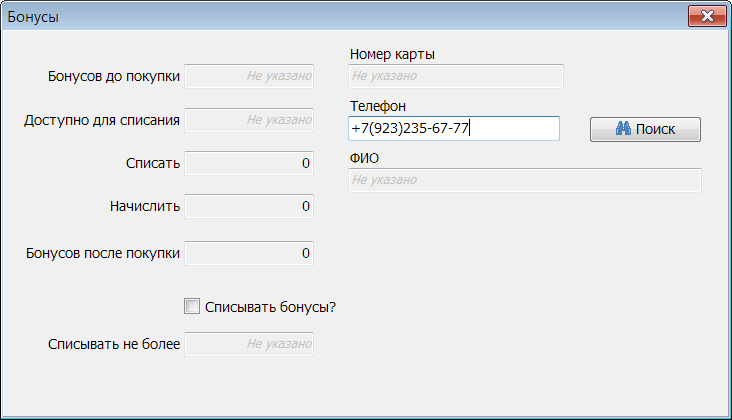 Бонусы
Номер карты
Бонусов до покупки Не указано Не указано
Телефон
Доступно для списания Не указано +7(923)235-67-77 Поиск
Списать 0 ФИО
Не указано
Начислить 0
Бонусов после покупки 0
Списывать бонусы?
Списывать не более Не указано